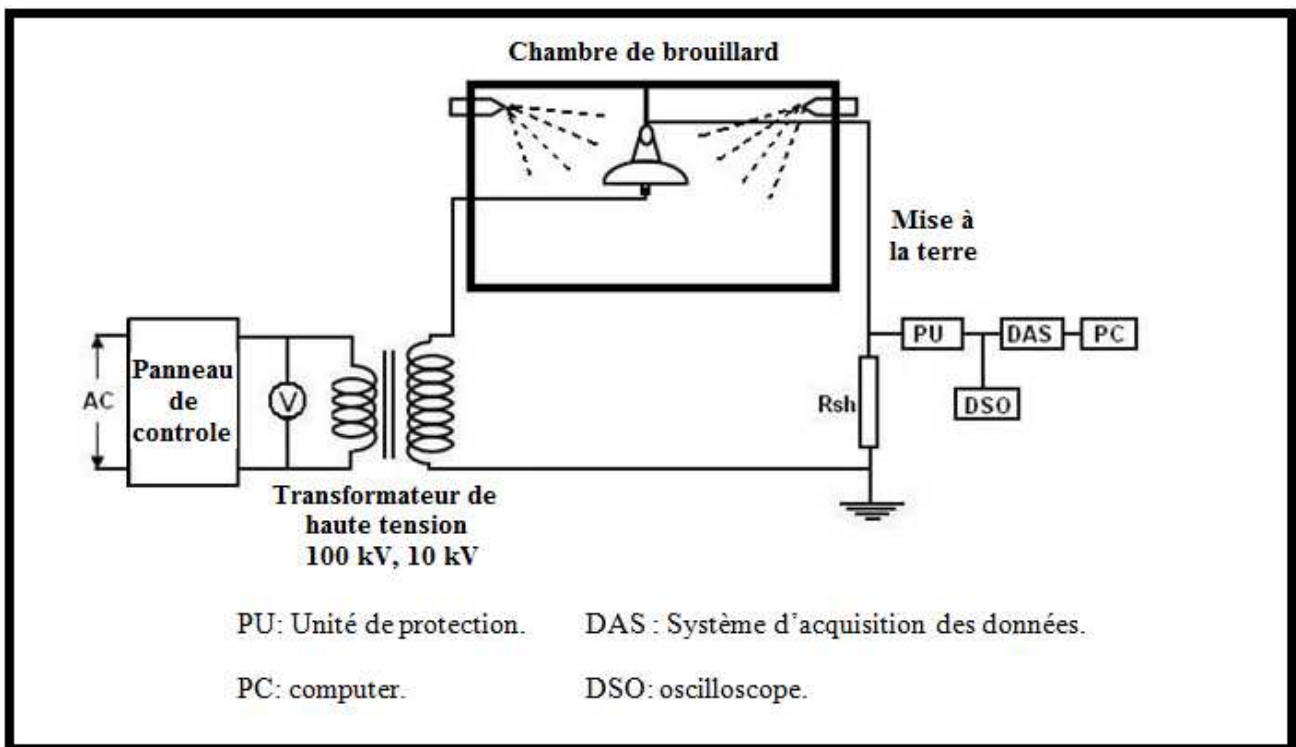 Chambre de brouillard
Mise à
la terre
PU
DAS
PC
Panneau
de
controle
AC
V
Rsh
DSO
Transformateur de
haute tension
100 kV, 10 kV
PU: Unité de protection. DAS : Système d’acquisition des données.
PC: computer. DSO: oscilloscope.